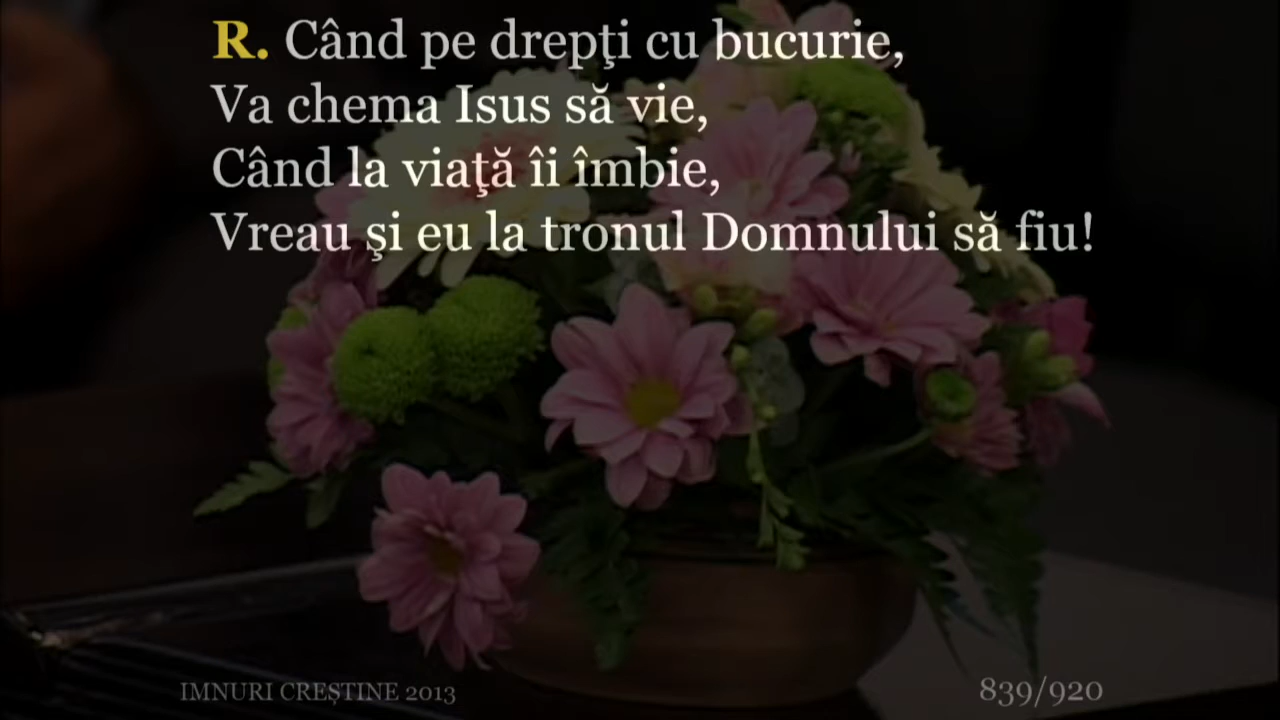 R. Când pe drepţi cu bucurie,
Va chema Isus să vie,
Când la viaţă îi îmbie,
Vreau şi eu la tronul Domnului să fiu!
IMNURI CREȘTINE 2013
839/920